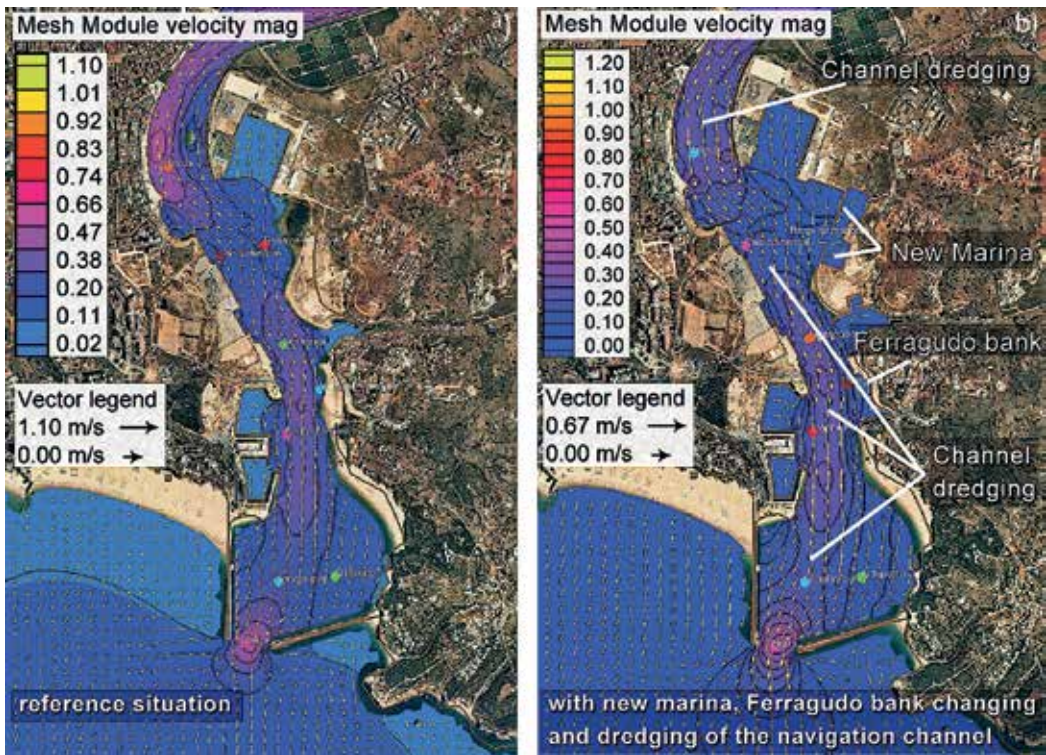 Mesh Module velocity mag
1.10
1.01
0.92
0.83
0.74
0.66
0.56
0.47
0.38
0.29
0.20
0.11
0.02
Vector legend
1.10 m/s
0.00 m/s
reference situation
Mesh Module velocity mag
b)
1.20
1.10
1.00
0.90
0.80
0.70
0.60
0.50
0.40
0.30
0.20
0.10
0.00
Channel dredging
New Marina
Ferragudo bank
Vector legend
0.67 m/s
0.00 m/s
Channel
dredging
with new marina, Ferragudo bank changing
and dredging of the navigation channel